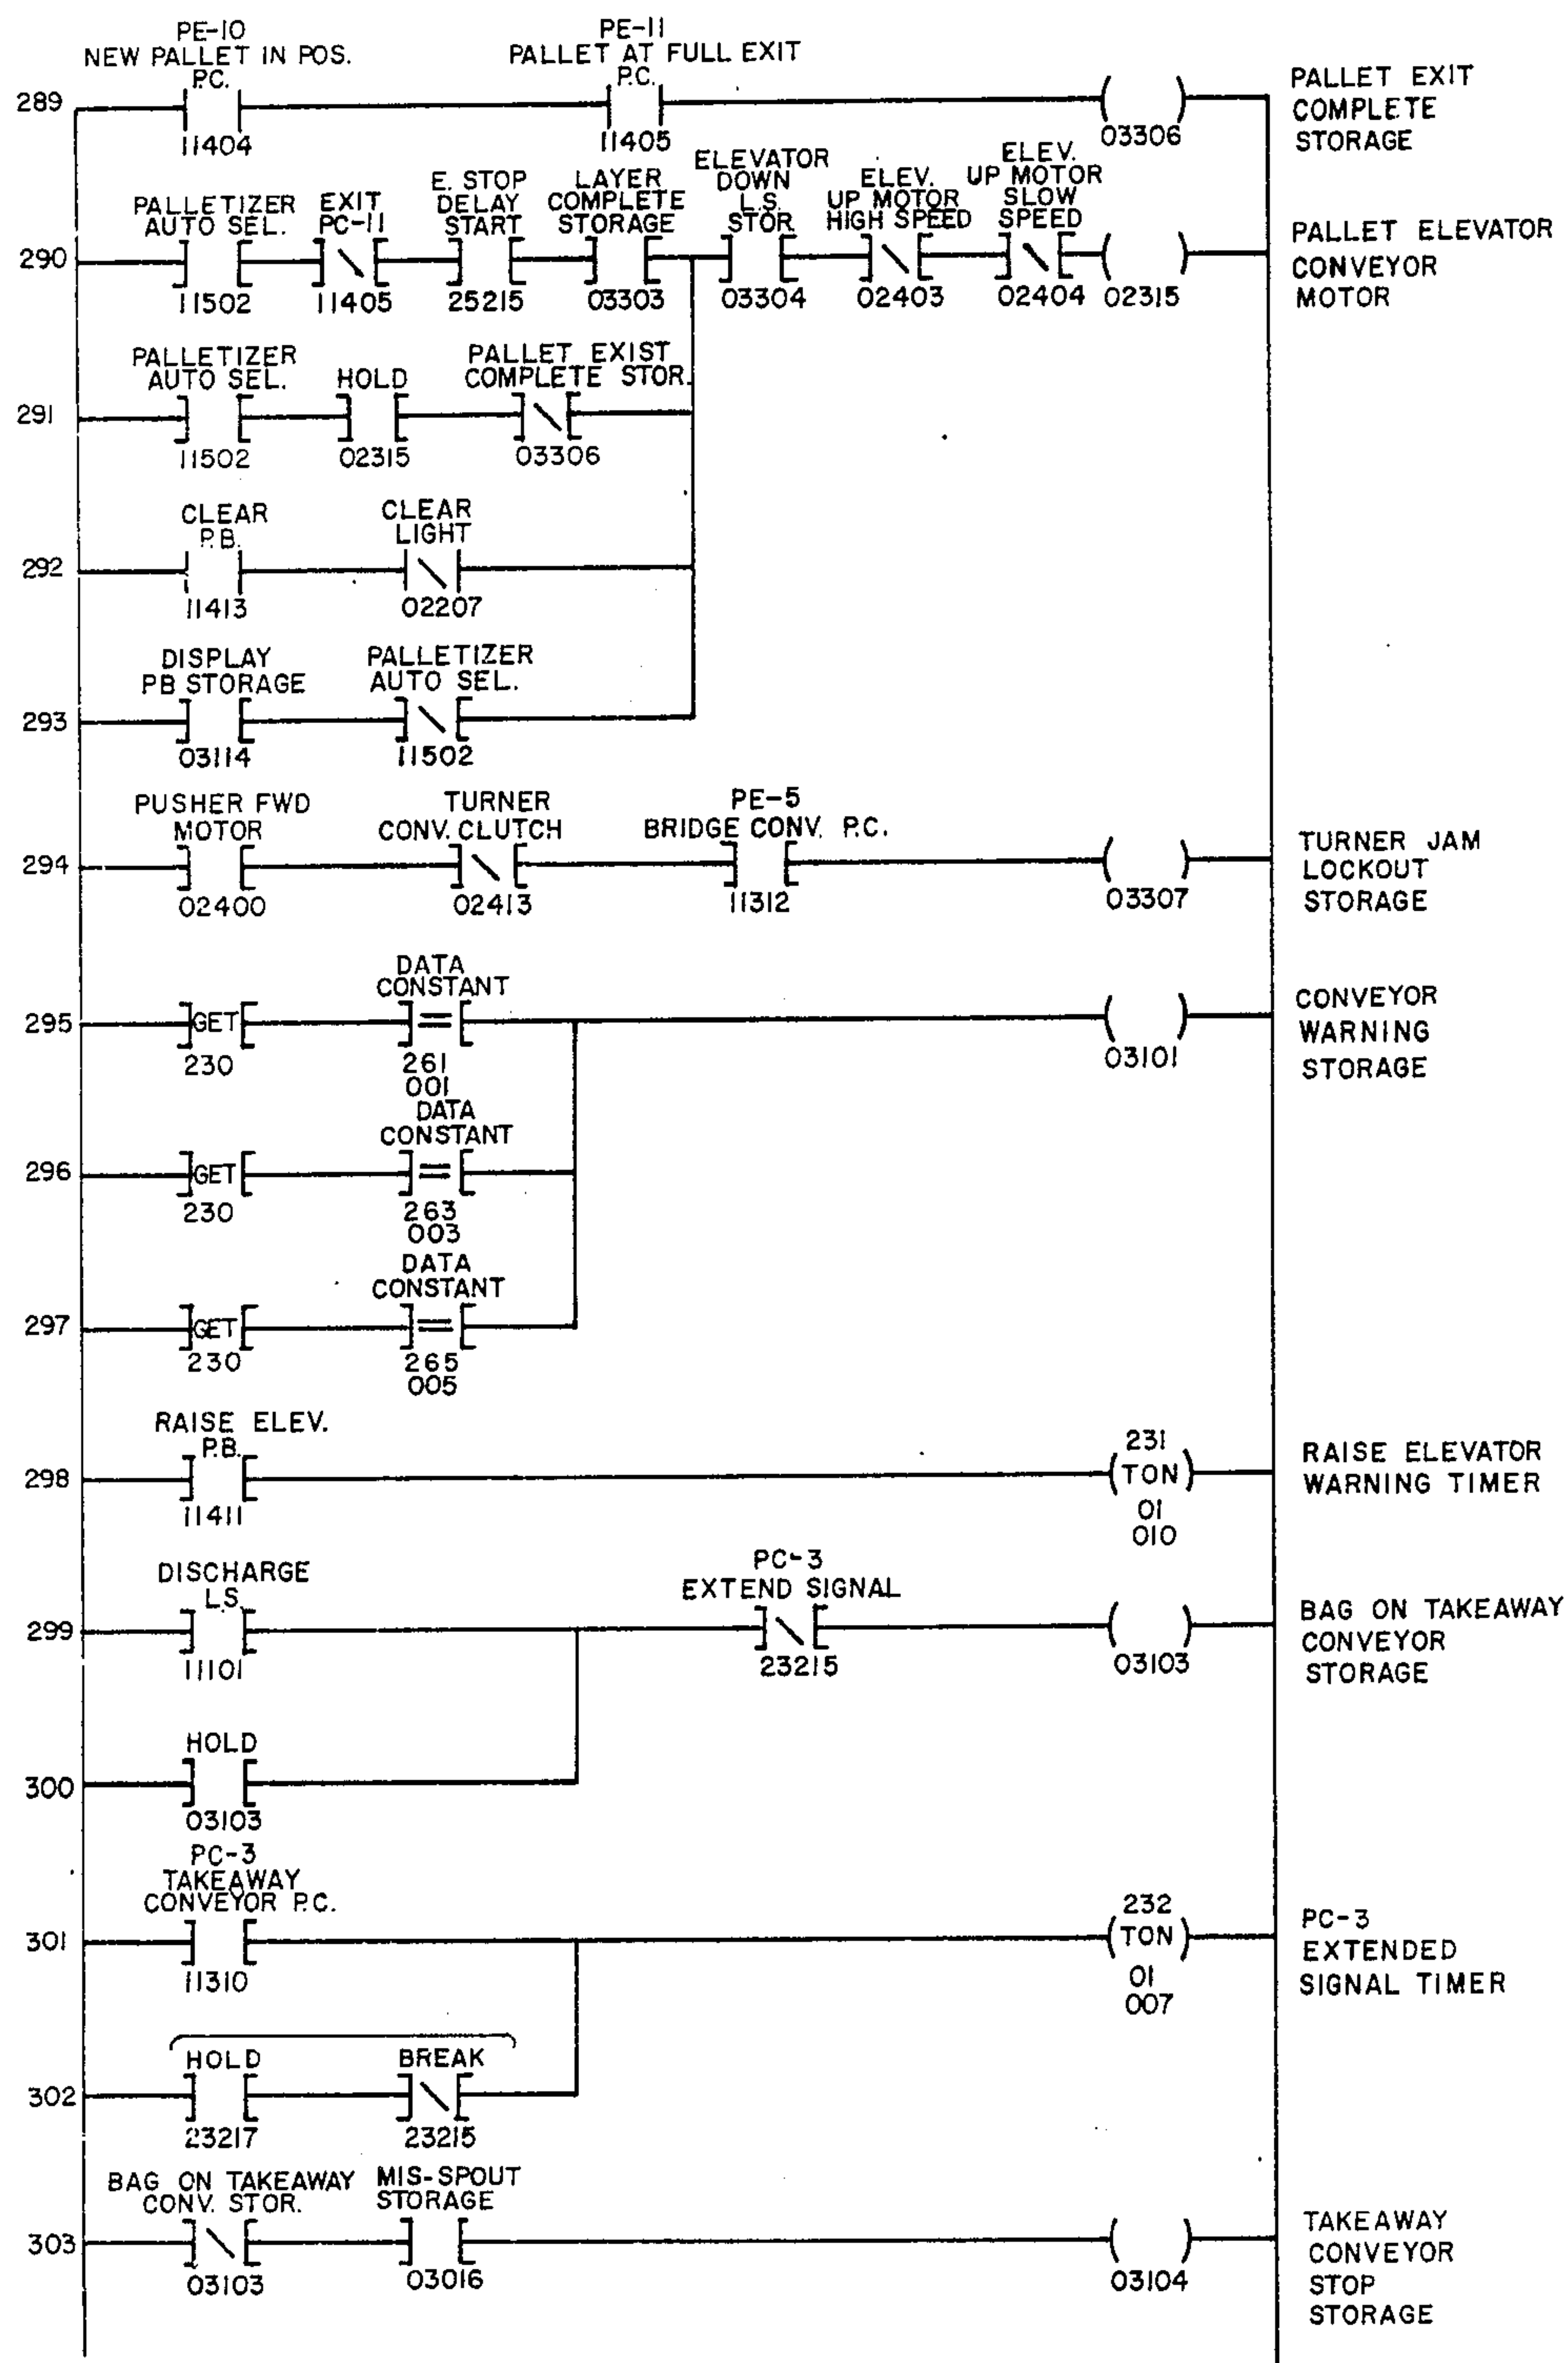 PE-10
NEW PALLET IN POS.
P.C.
PE-11
PALLET AT FULL EXIT
P.C.
289
11404
11405
03306
PALLET EXIT
COMPLETE
STORAGE
PALLETIZER
AUTO SEL.
EXIT
PC-11
E. STOP
DELAY
START
LAYER
COMPLETE
STORAGE
ELEVATOR
DOWN
L.S.
STOR.
ELEV.
UP MOTOR
HIGH SPEED
ELEV.
UP MOTOR
SLOW
SPEED
290
11502
11405
25215
03303
03304
02403
02404
02315
PALLET ELEVATOR
CONVEYOR
MOTOR
PALLETIZER
AUTO SEL.
HOLD
PALLET EXIST
COMPLETE STOR.
291
11502
02315
03306
CLEAR
P.B.
CLEAR
LIGHT
292
11413
02207
DISPLAY
PB STORAGE
PALLETIZER
AUTO SEL.
293
03114
11502
PUSHER FWD
MOTOR
TURNER
CONV. CLUTCH
PE-5
BRIDGE CONV. P.C.
294
02400
02413
11312
03307
TURNER JAM
LOCKOUT
STORAGE
DATA
CONSTANT
295
GET
=
230
261
001
03101
CONVEYOR
WARNING
STORAGE
DATA
CONSTANT
296
GET
=
230
263
003
DATA
CONSTANT
297
GET
=
230
265
005
RAISE ELEV.
P.B.
298
11411
231
TON
01
010
RAISE ELEVATOR
WARNING TIMER
DISCHARGE
L.S.
PC-3
EXTEND SIGNAL
299
11101
23215
03103
BAG ON TAKEAWAY
CONVEYOR
STORAGE
HOLD
300
03103
PC-3
TAKEAWAY
CONVEYOR P.C.
301
11310
232
TON
01
007
PC-3
EXTENDED
SIGNAL TIMER
HOLD
BREAK
302
23217
23215
BAG ON TAKEAWAY
CONV. STOR.
MIS-SPOUT
STORAGE
303
03103
03016
03104
TAKEAWAY
CONVEYOR
STOP
STORAGE